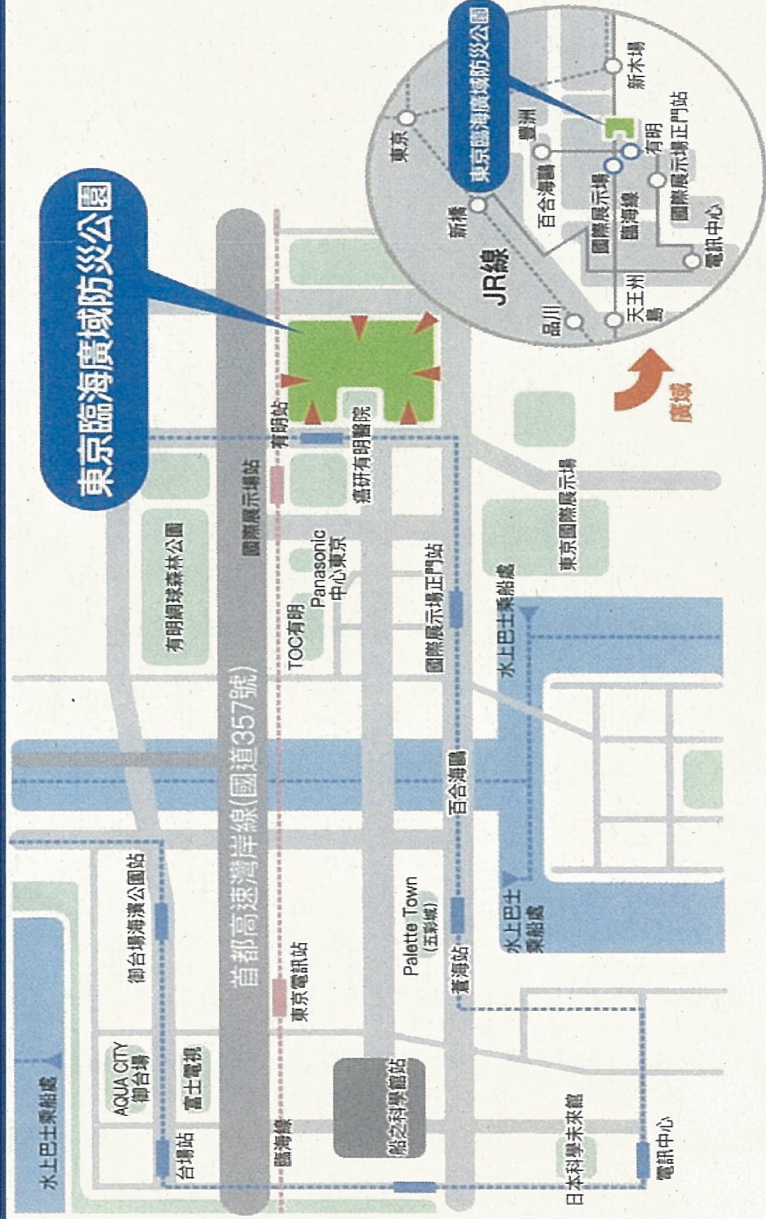 東京臨海廣域防災公園
水上巴士乘船處
AQUA CITY
御台場
御台場海濱公園站
台場站
富士電視
有明網球森林公園
首都高速灣岸線(國道357號)
國際展示場站
臨海線
東京電訊站
TOC有明
有明站
Panasonic
中心東京
癌研有明醫院
船之科學館站
Palette Town
(五彩城)
國際展示場正門站
蒼海站
百合海鷗
水上巴士
乘船處
水上巴士乘船處
東京國際展示場
日本科學未來館
電訊中心
廣域
東京
東京臨海廣域防災公園
新橋
JR線
豐洲
百合海鷗
品川
國際展示場
新木場
臨海線
有明
天王州
島
國際展示場正門站
電訊中心